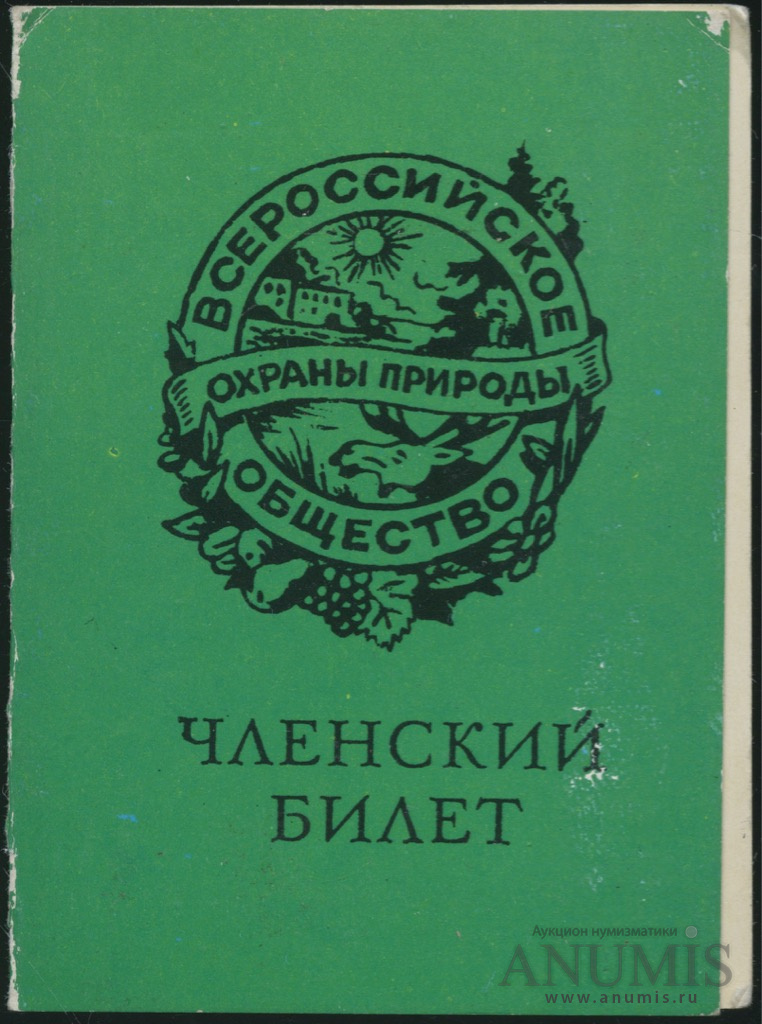 ВСЕРОССИЙСКОЕ
ОХРАНЫ ПРИРОДЫ
ОБЩЕСТВО
ЧЛЕНСКИЙ
БИЛЕТ
Аукцион нумизматики
ANUMIS
www.anumis.ru